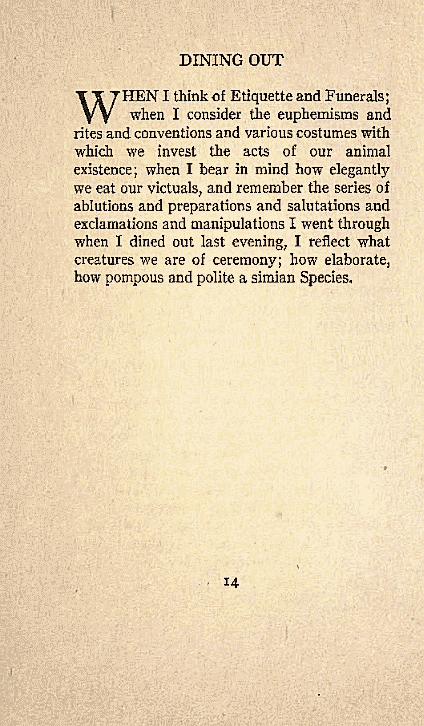 DINING OUT
WHEN I think of Etiquette and Funerals;
when I consider the euphemisms and
rites and conventions and various costumes with
which we invest the acts of our animal
existence; when I bear in mind how elegantly
we eat our victuals, and remember the series of
ablutions and preparations and salutations and
exclamations and manipulations I went through
when I dined out last evening, I reflect what
creatures we are of ceremony; how elaborate,
how pompous and polite a simian Species.
14